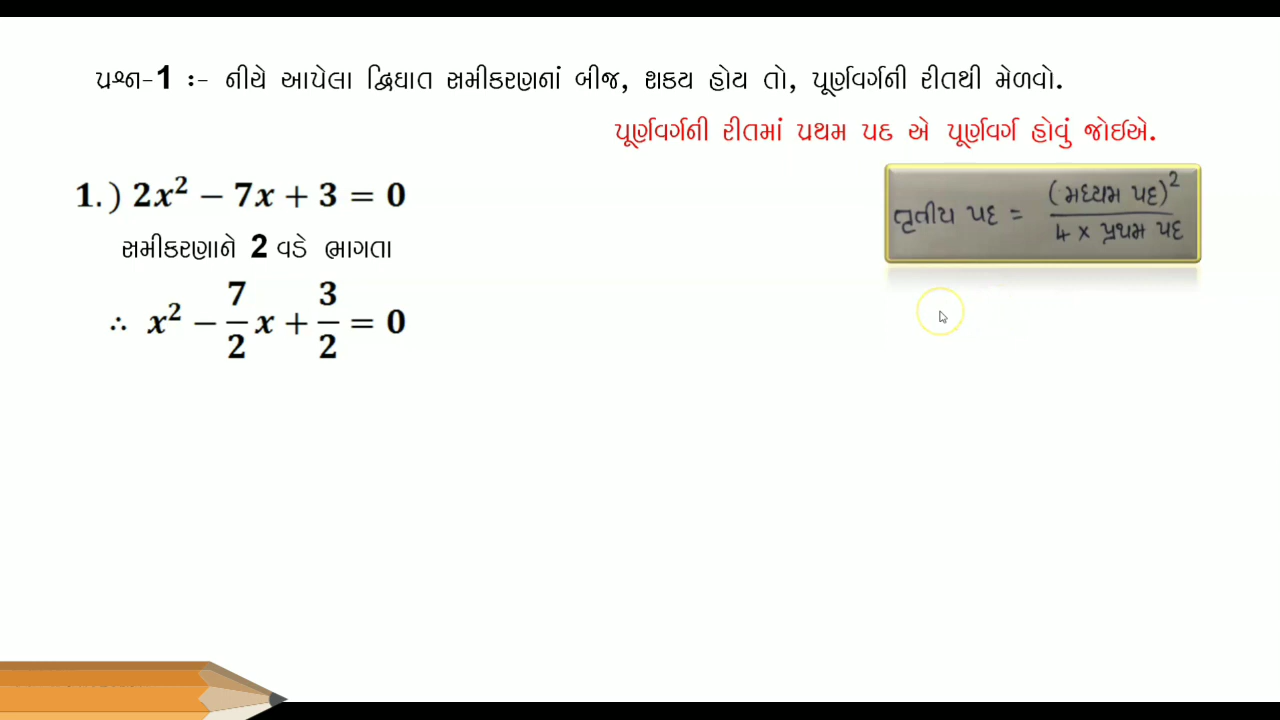 પ્રશ્ન-1 :- નીચે આપેલા દ્વિઘાત સમીકરણનાં બીજ, શક્ય હોય તો, પૂર્ણવર્ગની રીતથી મેળવો.
પૂર્ણવર્ગની રીતમાં પ્રથમ પદ એ પૂર્ણવર્ગ હોવું જોઈએ.
1.) 2x² − 7x + 3 = 0
તૃતીય પદ = (મધ્યમ પદ)² / 4 × પ્રથમ પદ
સમીકરણાને 2 વડે ભાગતા
∴ x² − 7/2 x + 3/2 = 0